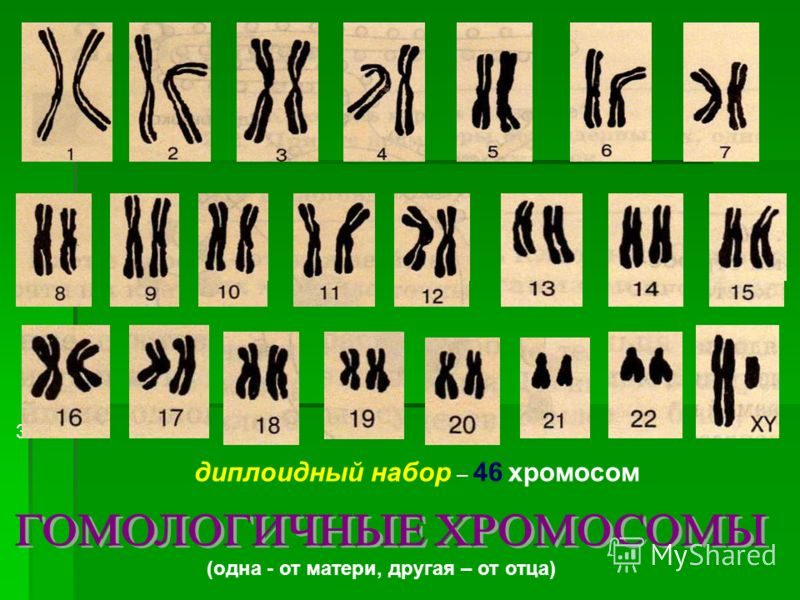 1 2 3 4 5 6 7
8 9 10 11 12 13 14 15
16 17 18 19 20 21 22 XY
З
диплоидный набор – 46 хромосом
ГОМОЛОГИЧНЫЕ ХРОМОСОМЫ
MyShared
(одна - от матери, другая – от отца)